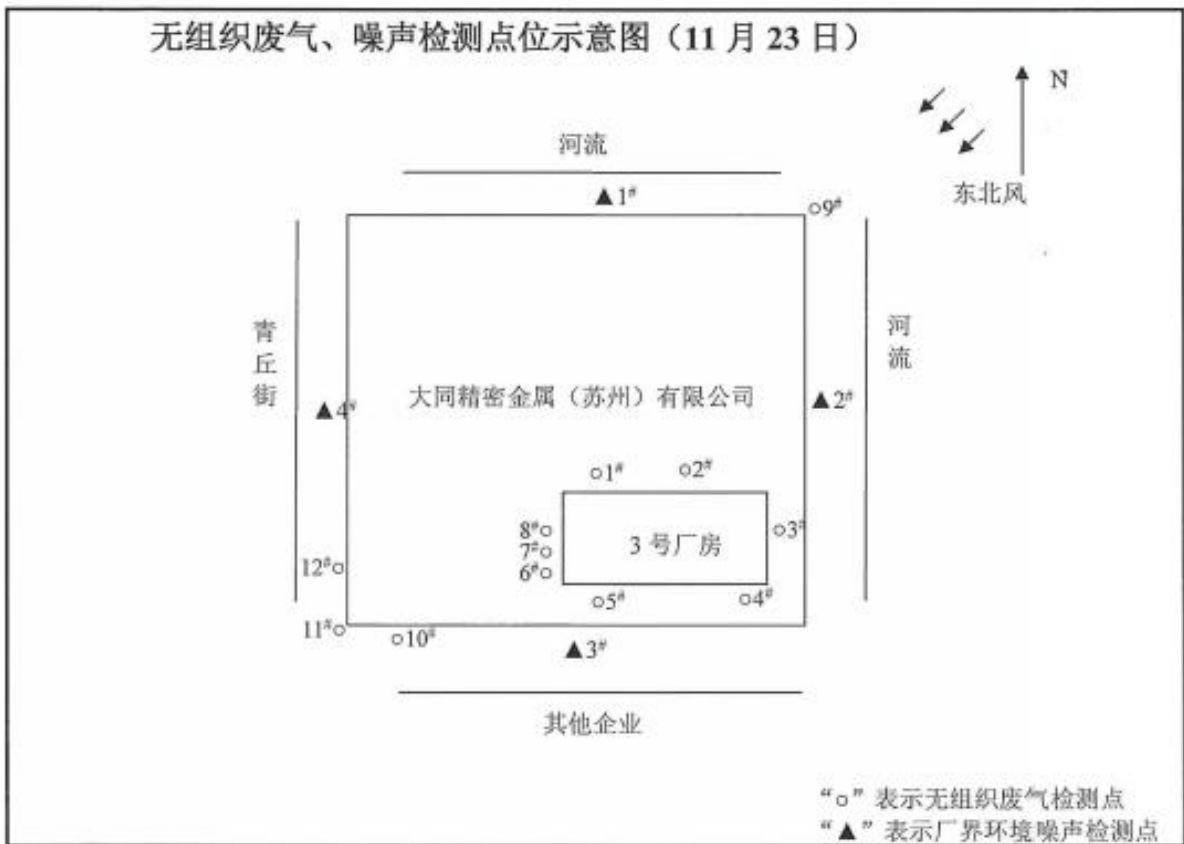 无组织废气、噪声检测点位示意图（11 月 23 日）
N
东北风
河流
▲1#
○9#
青丘街
河流
▲4#
大同精密金属（苏州）有限公司
▲2#
○1#
○2#
8#○
3 号厂房
○3#
7#○
6#○
12#○
○5#
○4#
11#○
○10#
▲3#
其他企业
“○” 表示无组织废气检测点
“▲” 表示厂界环境噪声检测点